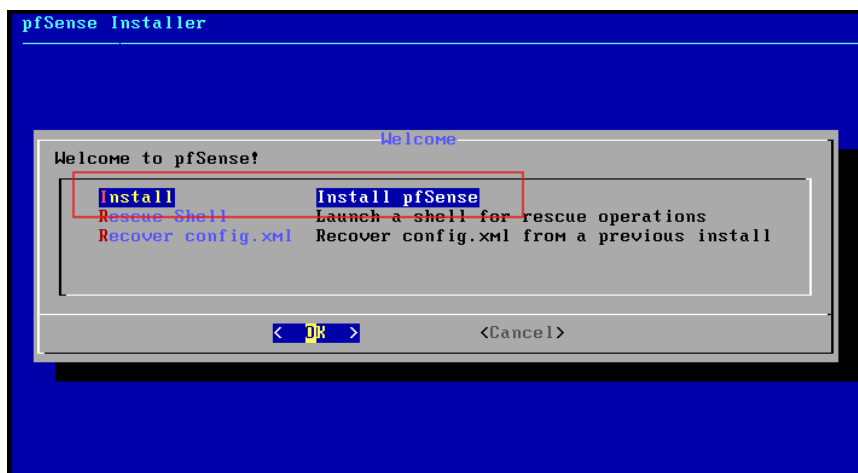 pfSense Installer
Welcome
Welcome to pfSense!
Install Install pfSense
Rescue Shell Launch a shell for rescue operations
Recover config.xml Recover config.xml from a previous install
< OK > <Cancel>